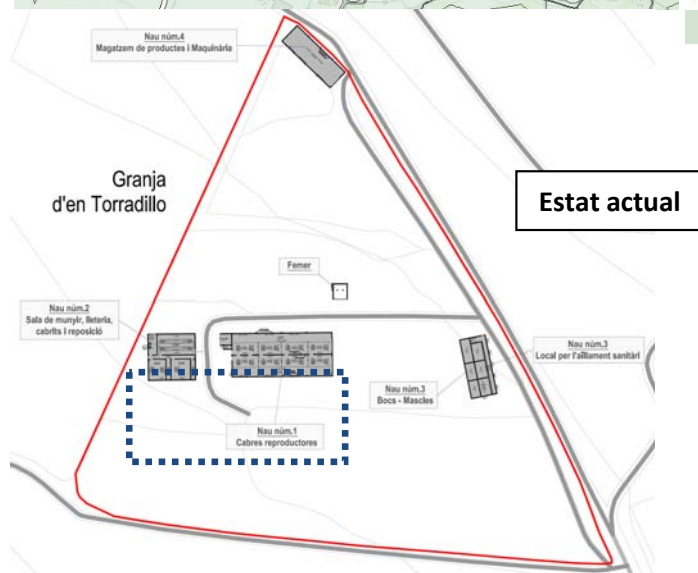 Nau núm.4
Magatzem de productes i Maquinària
Granja
d'en Torradillo
Estat actual
Femer
Nau núm.2
Sala de munyir, lleteria,
cabrits i reposició
Nau núm.3
Local per l'aïllament sanitàri
Nau núm.3
Bocs - Mascles
Nau núm.1
Cabres reproductores